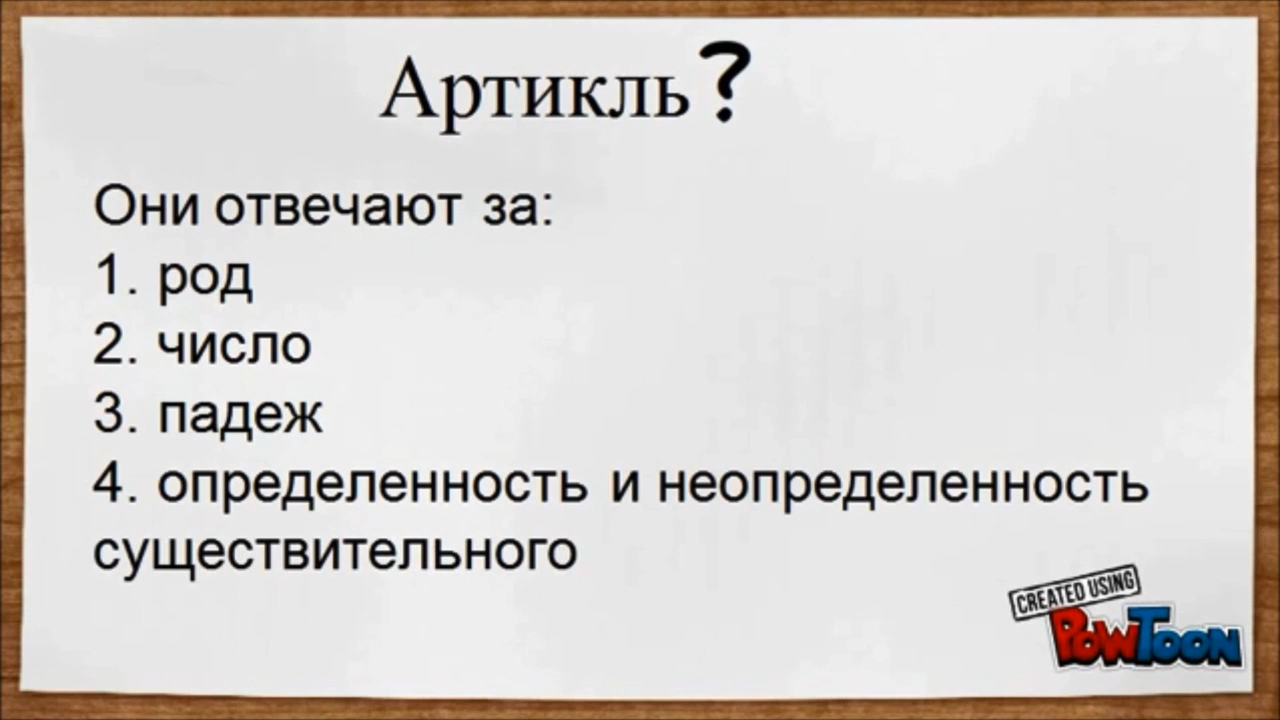 Артикль?
Они отвечают за:
1. род
2. число
3. падеж
4. определенность и неопределенность
существительного
CREATED USING
POWTOON